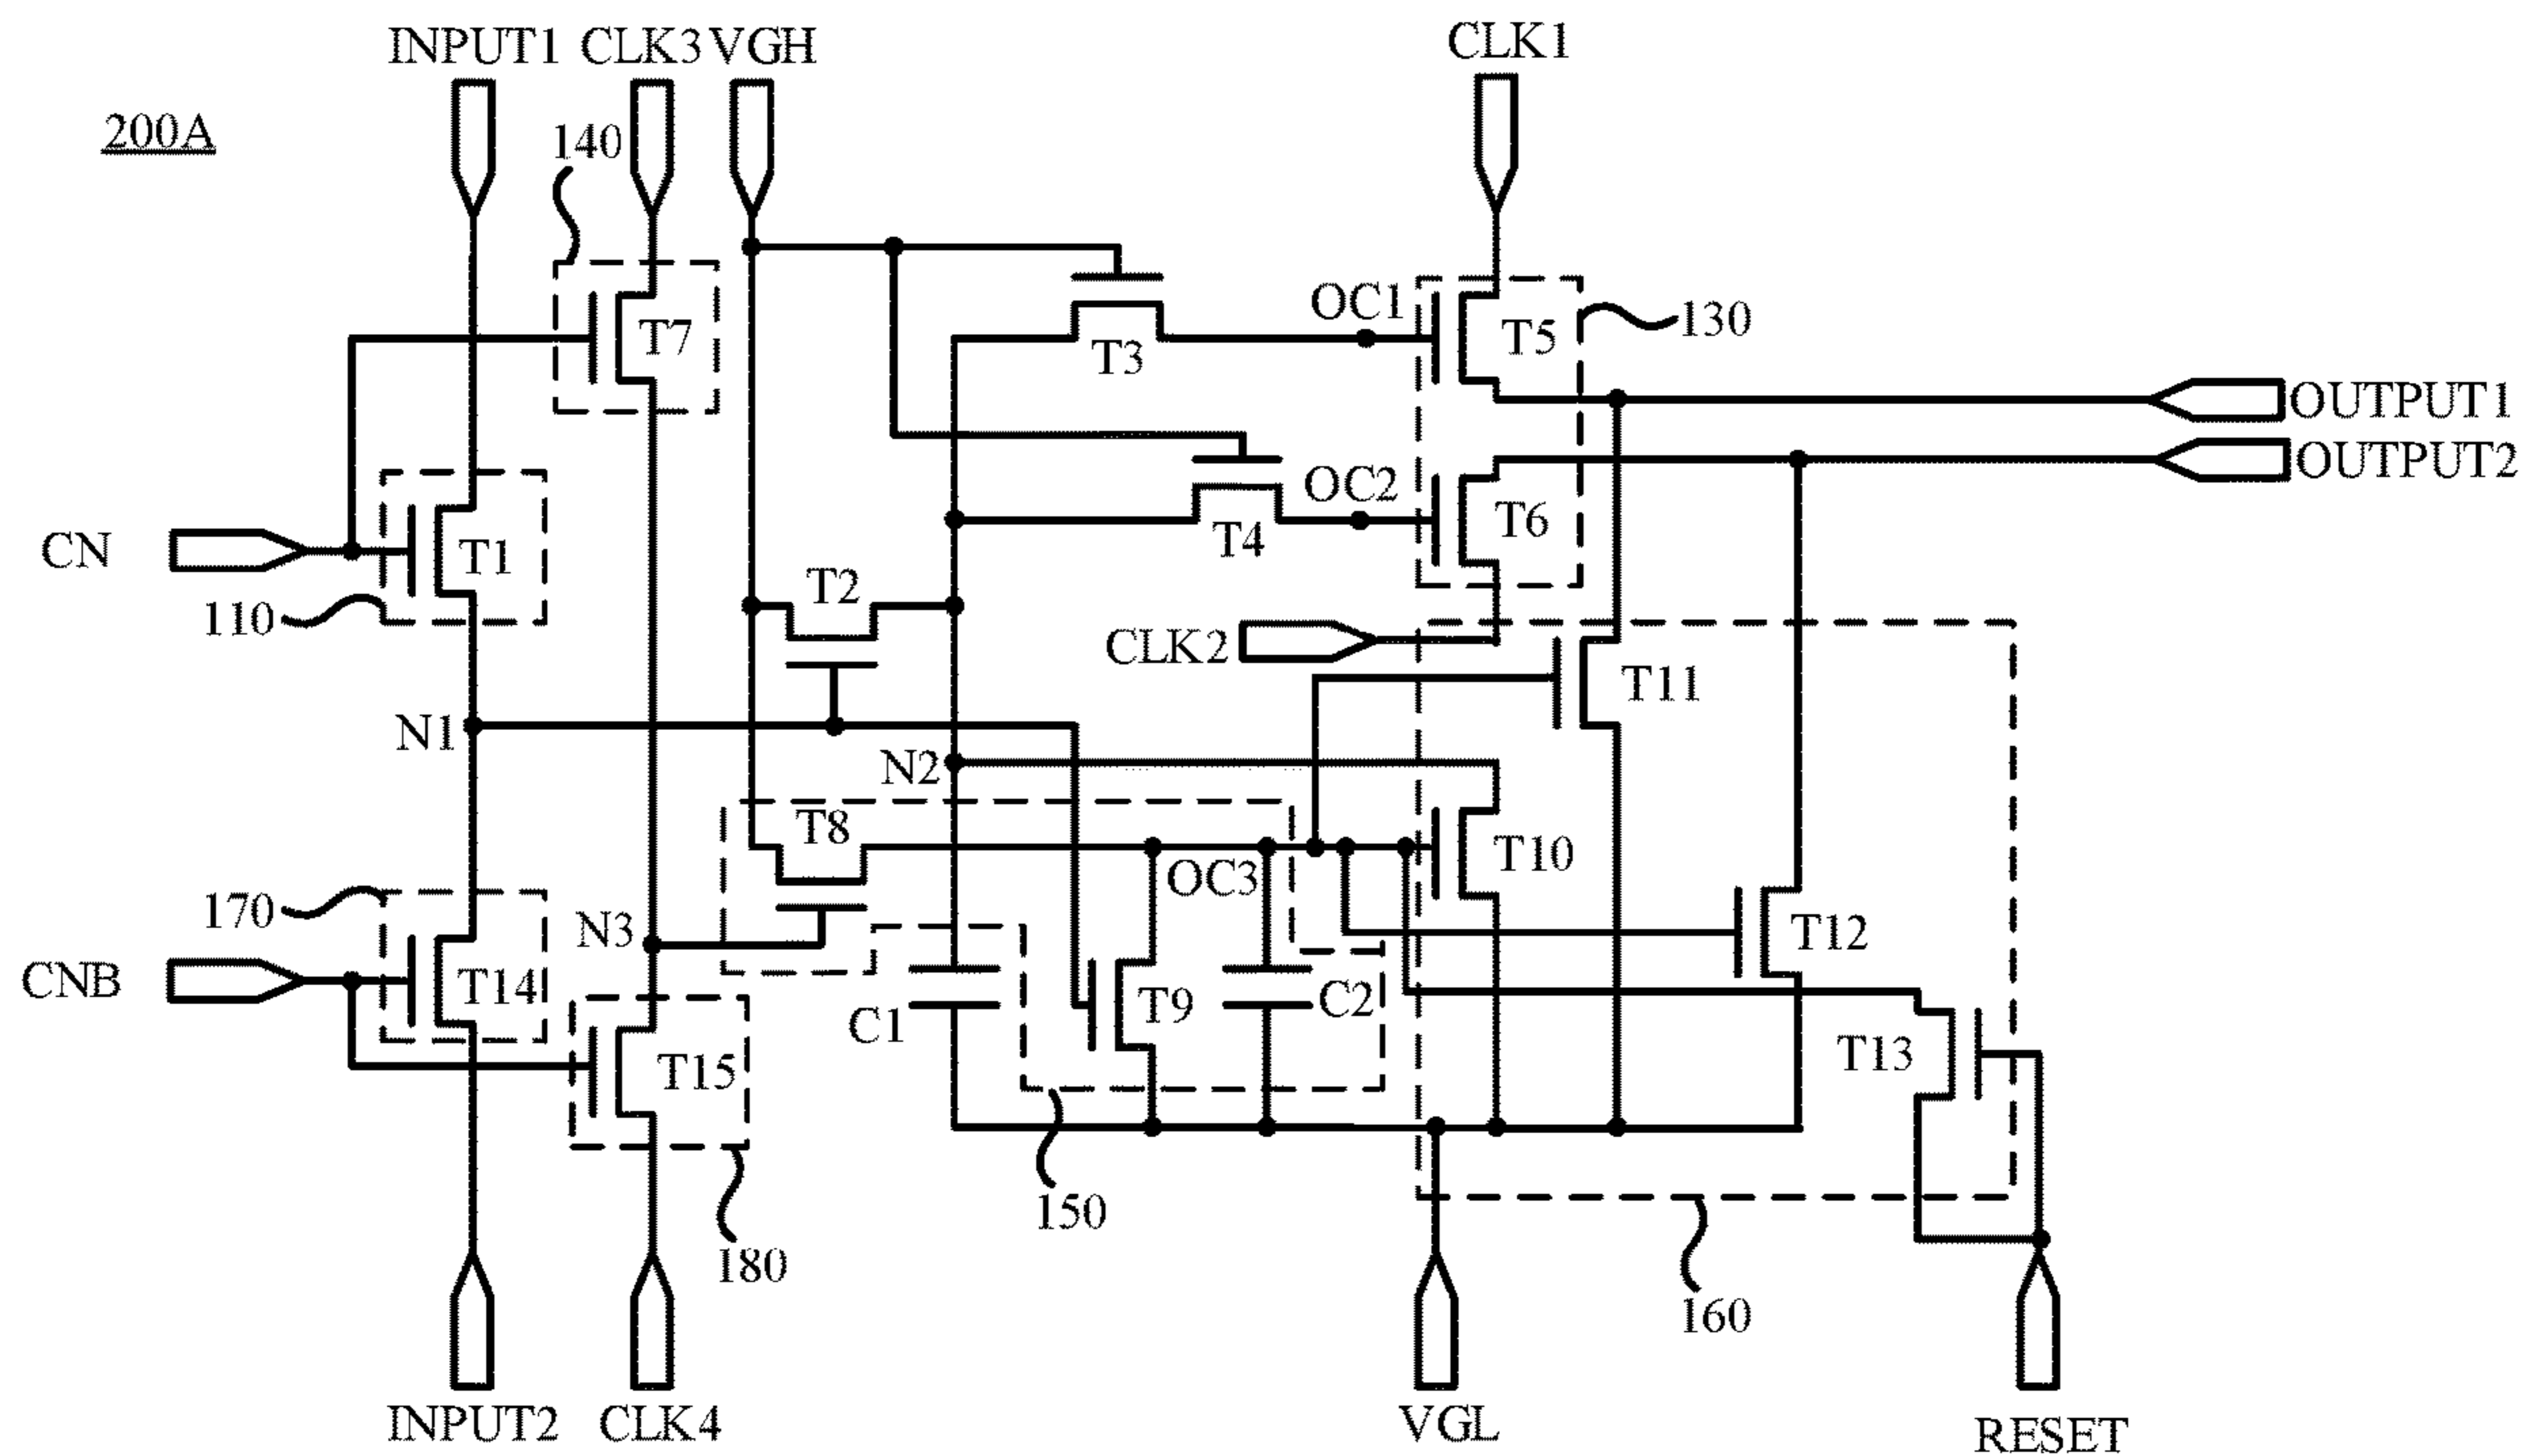 INPUT1 CLK3 VGH CLK1
200A
140
T7
T3
OC1
T5
130
OUTPUT1
OUTPUT2
OC2
T6
T4
CN
T1
110
T2
CLK2
T11
N1
N2
T8
OC3
T10
170
N3
T12
CNB
T14
C1
T9
C2
T13
T15
150
180
160
INPUT2 CLK4 VGL RESET